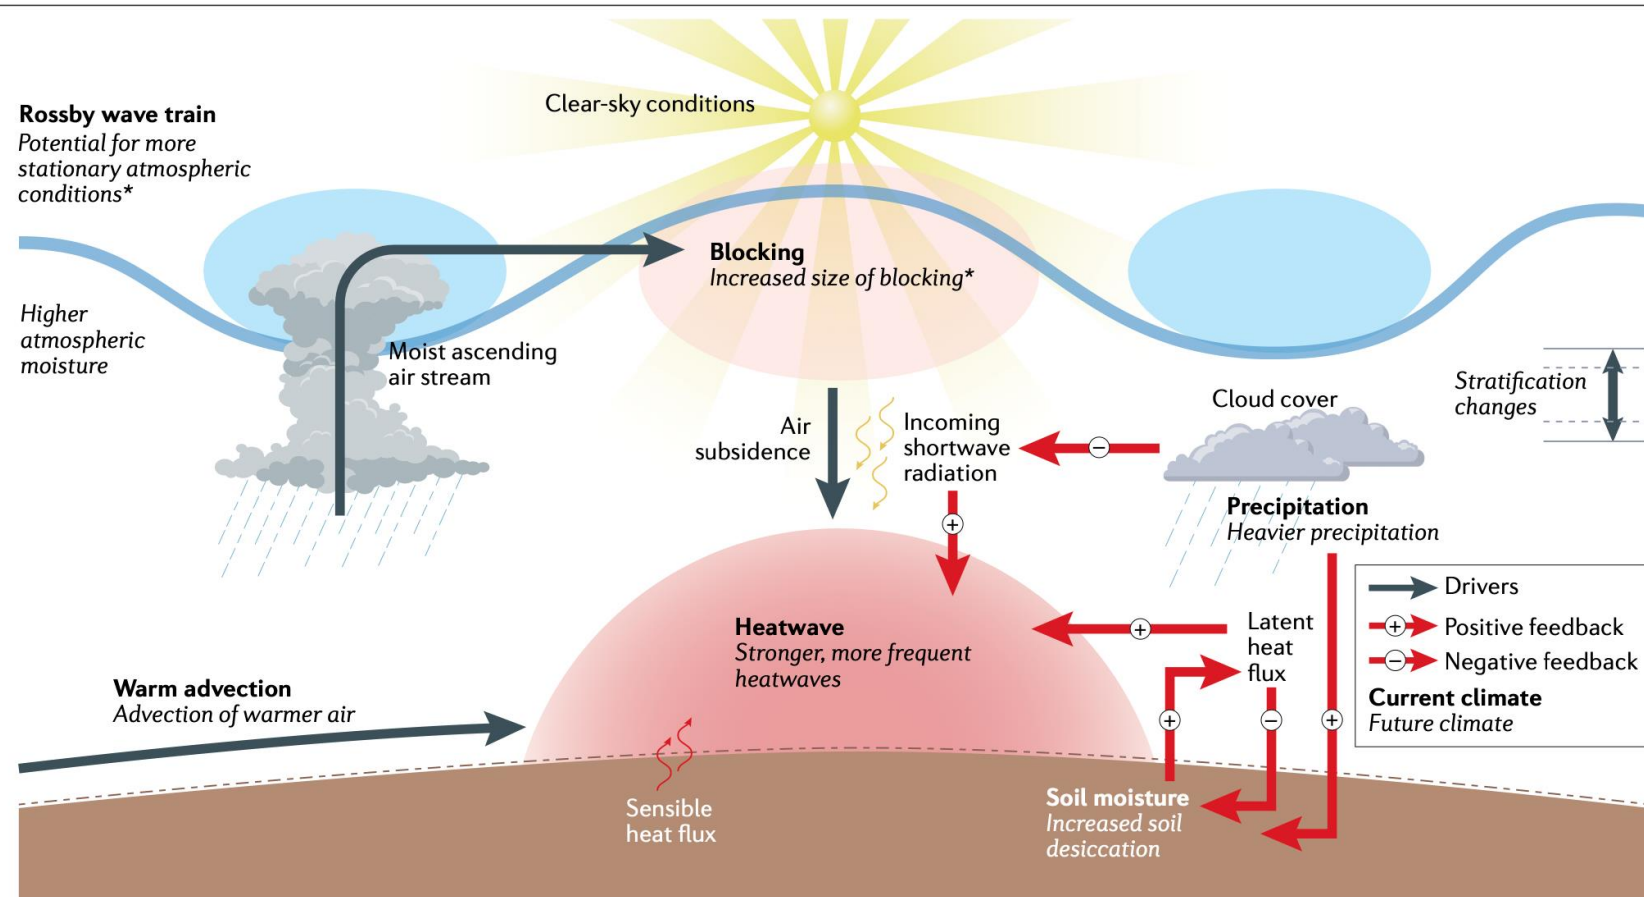 Rossby wave train
Potential for more
stationary atmospheric
conditions*
Clear-sky conditions
Blocking
Increased size of blocking*
Higher
atmospheric
moisture
Moist ascending
air stream
Air
subsidence
Incoming
shortwave
radiation
−
+
Cloud cover
Stratification
changes
Precipitation
Heavier precipitation
Heatwave
Stronger, more frequent
heatwaves
+
Latent
heat
flux
+
−
+
Warm advection
Advection of warmer air
Sensible
heat flux
Soil moisture
Increased soil
desiccation
Drivers
+ Positive feedback
− Negative feedback
Current climate
Future climate